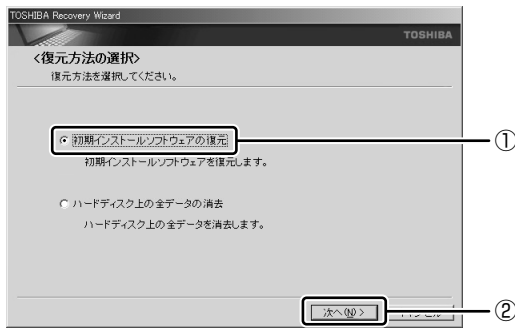 TOSHIBA Recovery Wizard
TOSHIBA
<復元方法の選択>
復元方法を選択してください。
初期インストールソフトウェアの復元
①
初期インストールソフトウェアを復元します。
ハードディスク上の全データの消去
ハードディスク上の全データを消去します。
次へ(N) >
②